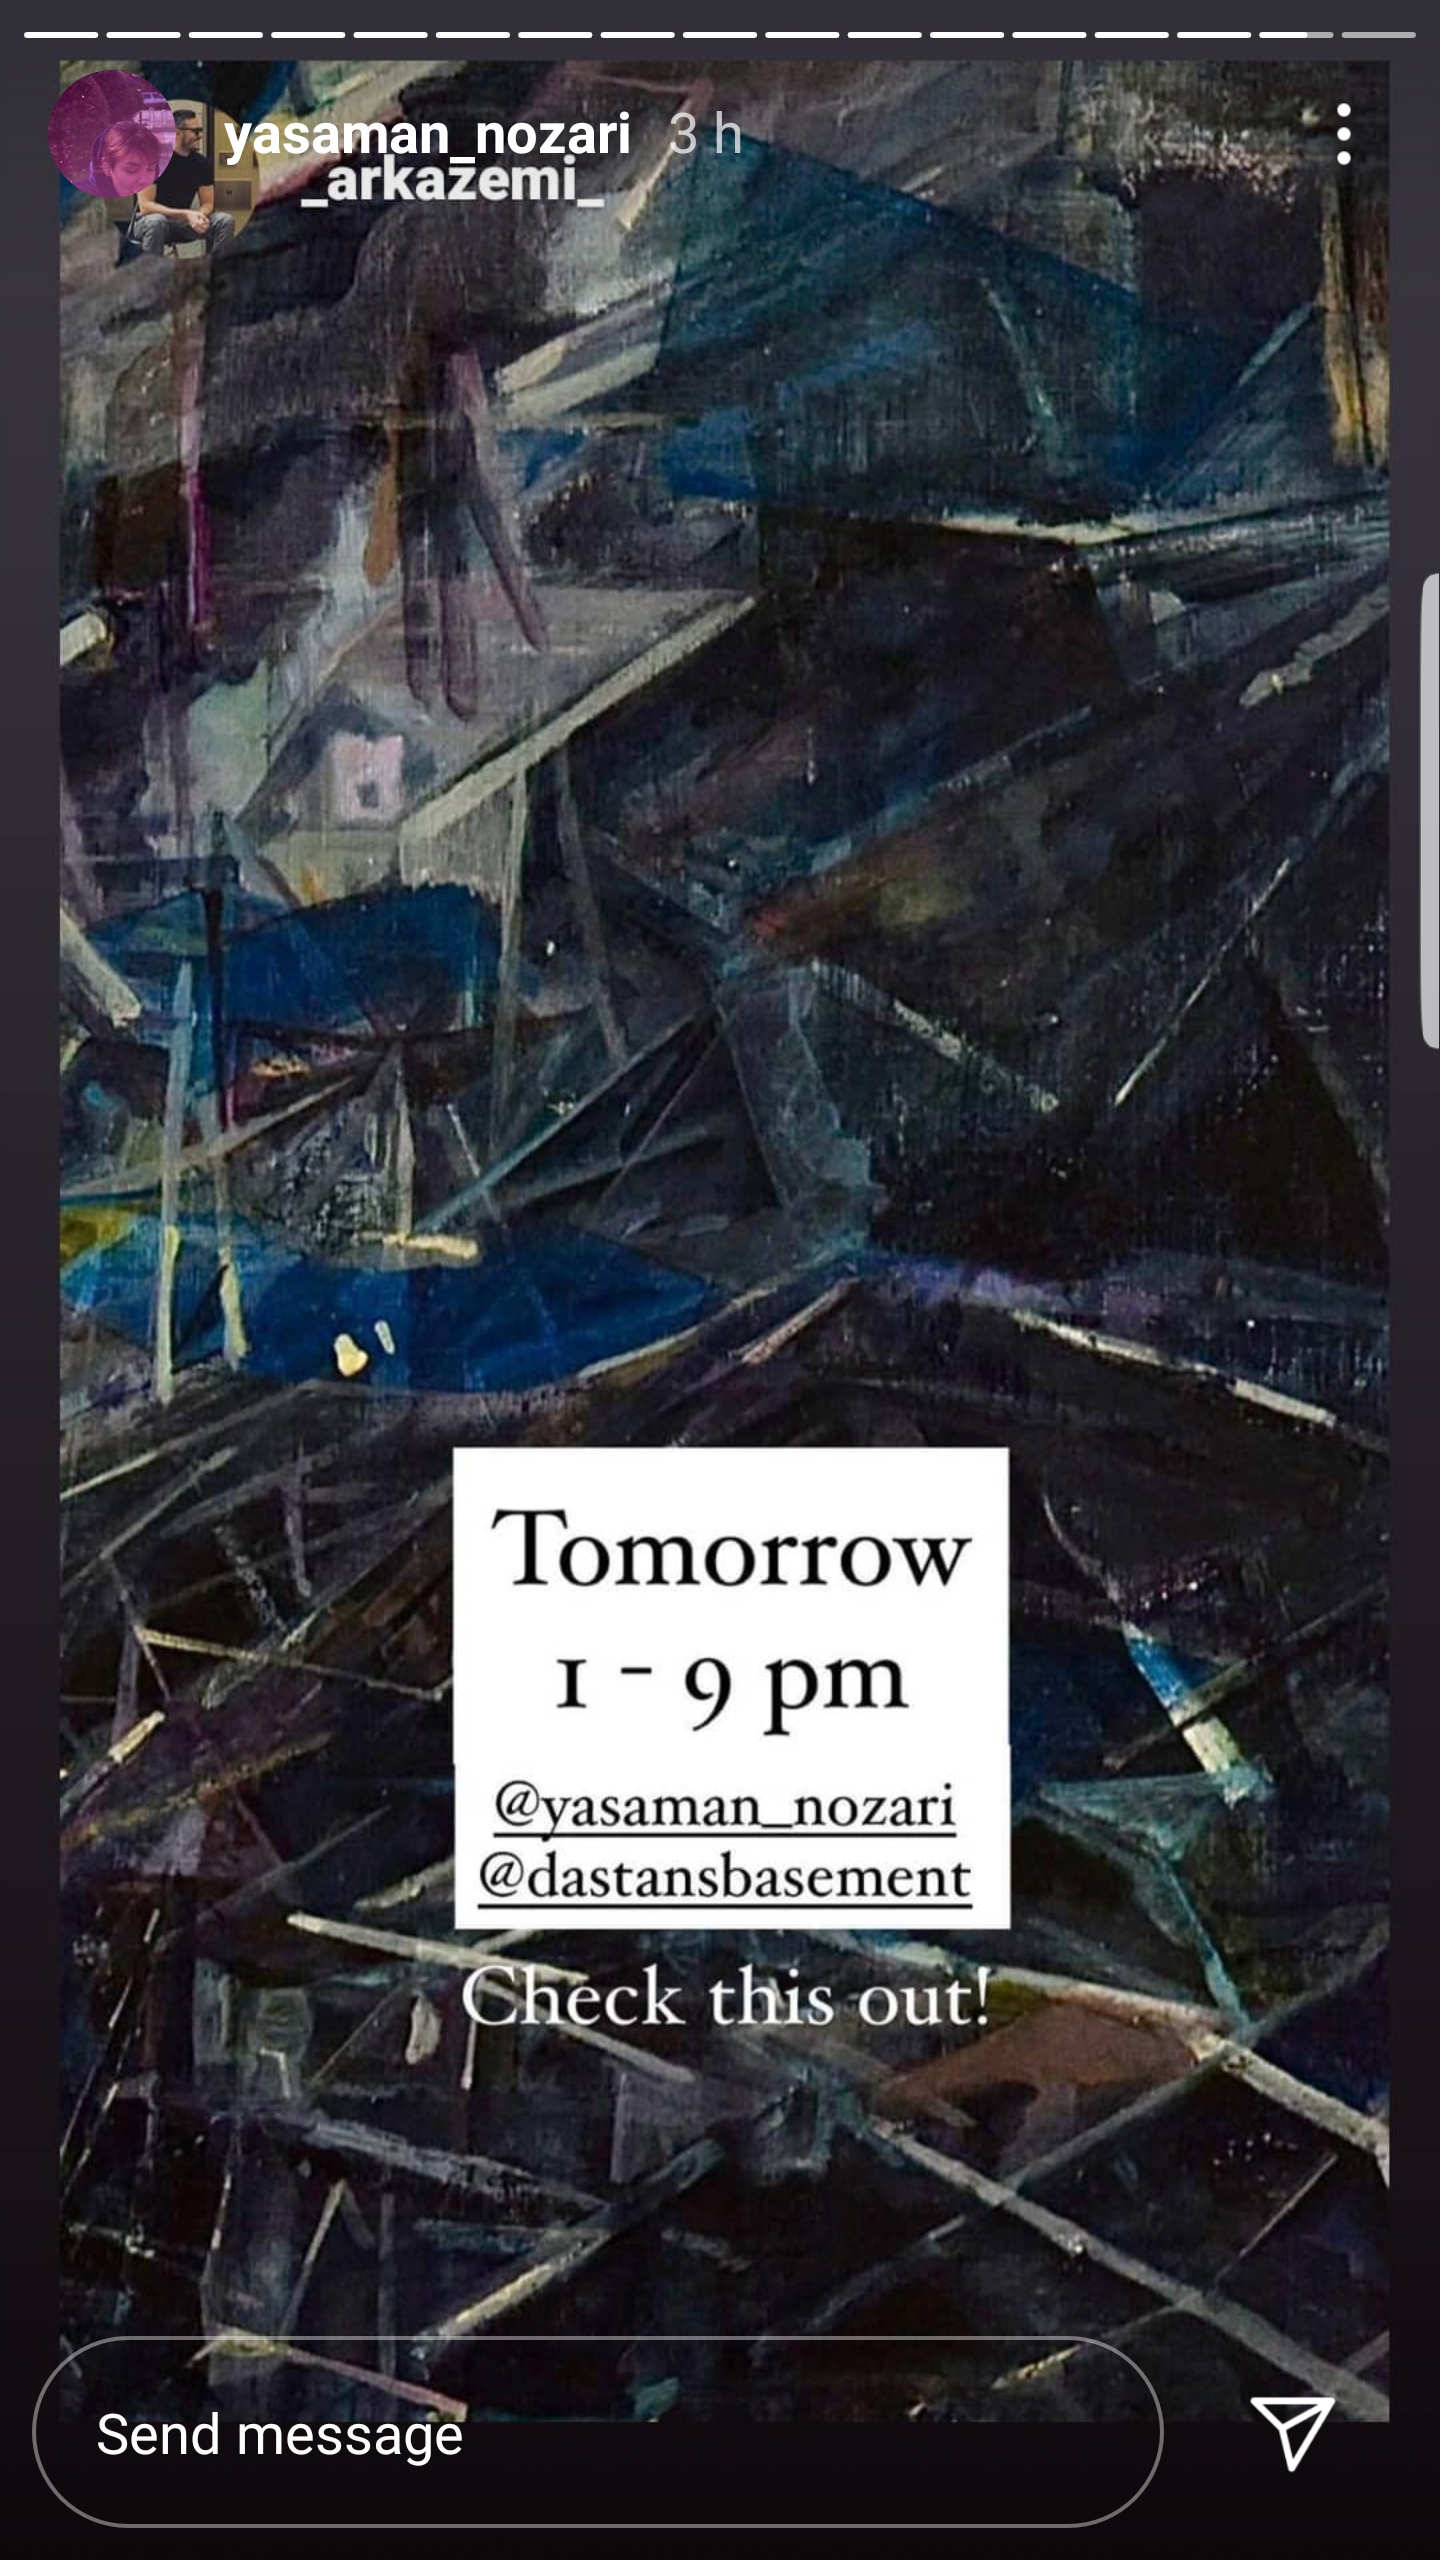 yasaman_nozari 3 h
_arkazemi_
Tomorrow
1 - 9 pm
@yasaman_nozari
@dastansbasement
Check this out!
Send message